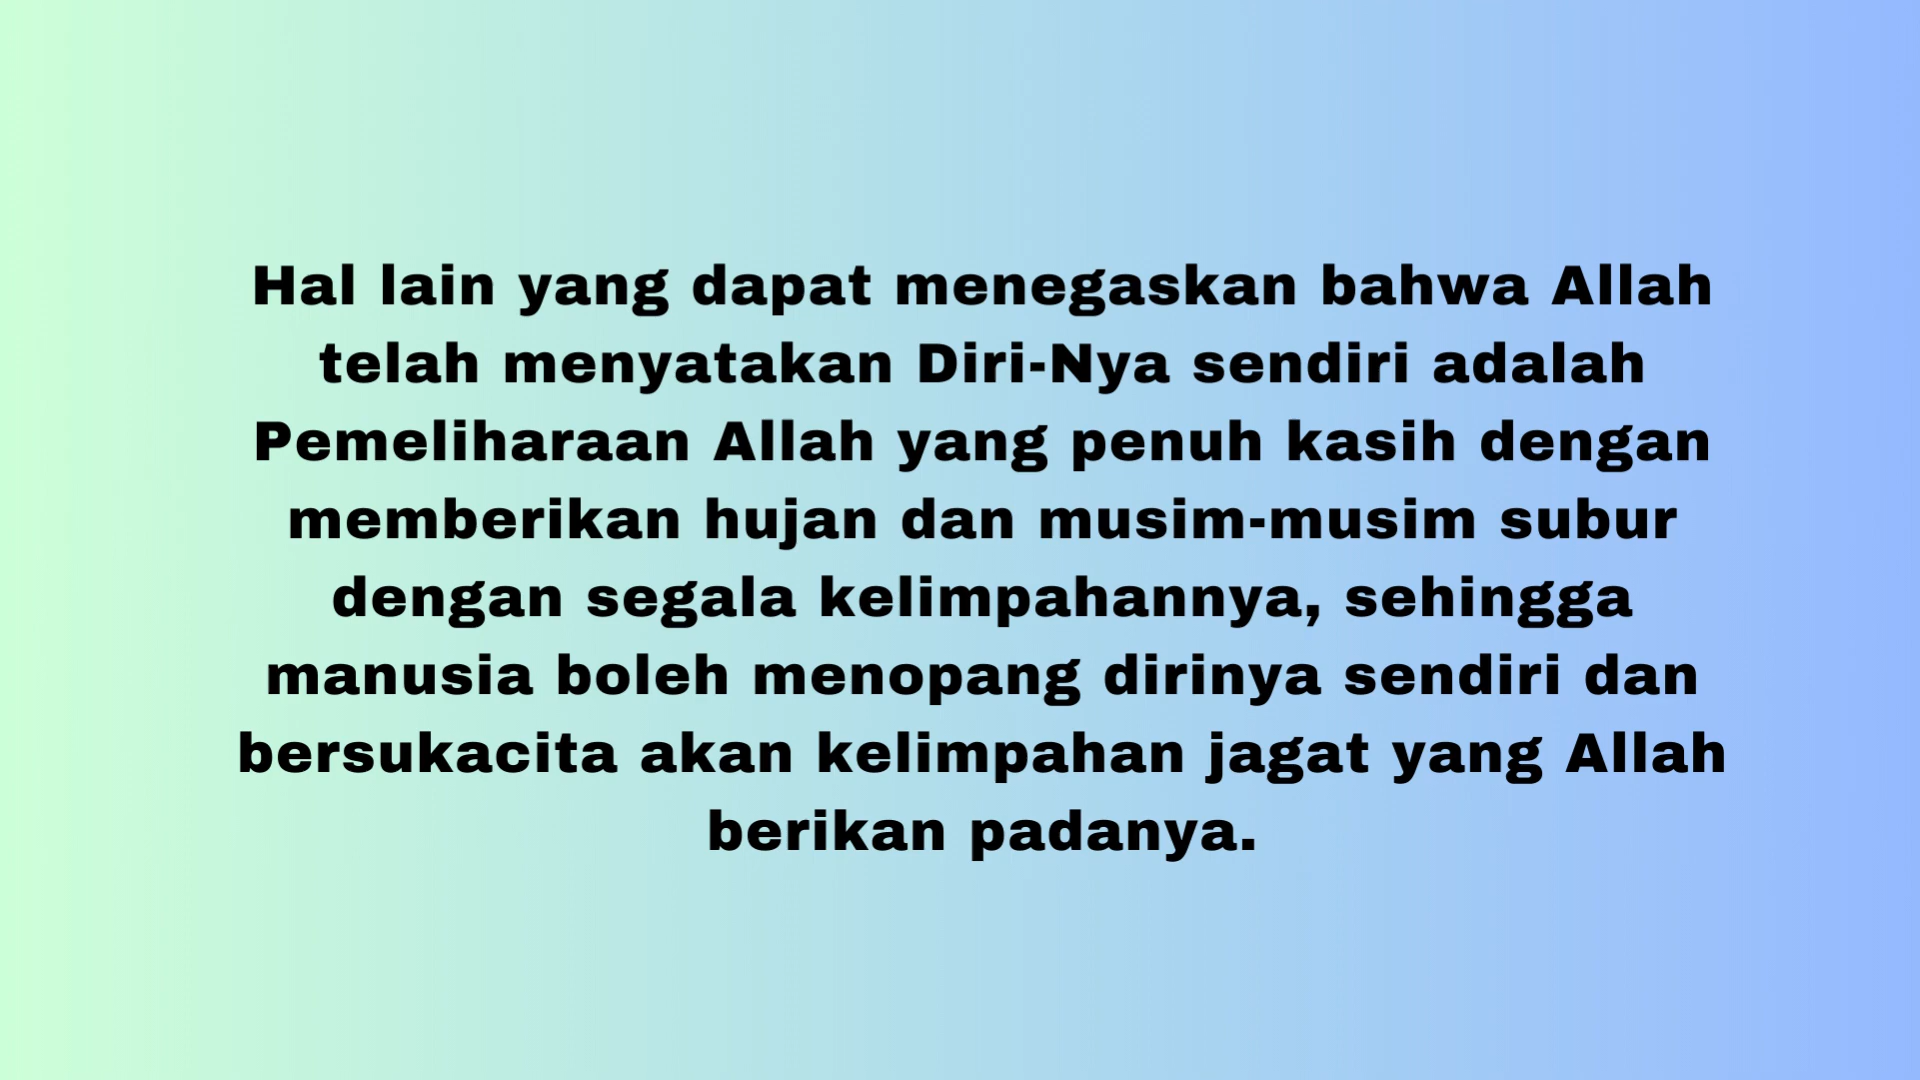 Hal lain yang dapat menegaskan bahwa Allah
telah menyatakan Diri-Nya sendiri adalah
Pemeliharaan Allah yang penuh kasih dengan
memberikan hujan dan musim-musim subur
dengan segala kelimpahannya, sehingga
manusia boleh menopang dirinya sendiri dan
bersukacita akan kelimpahan jagat yang Allah
berikan padanya.